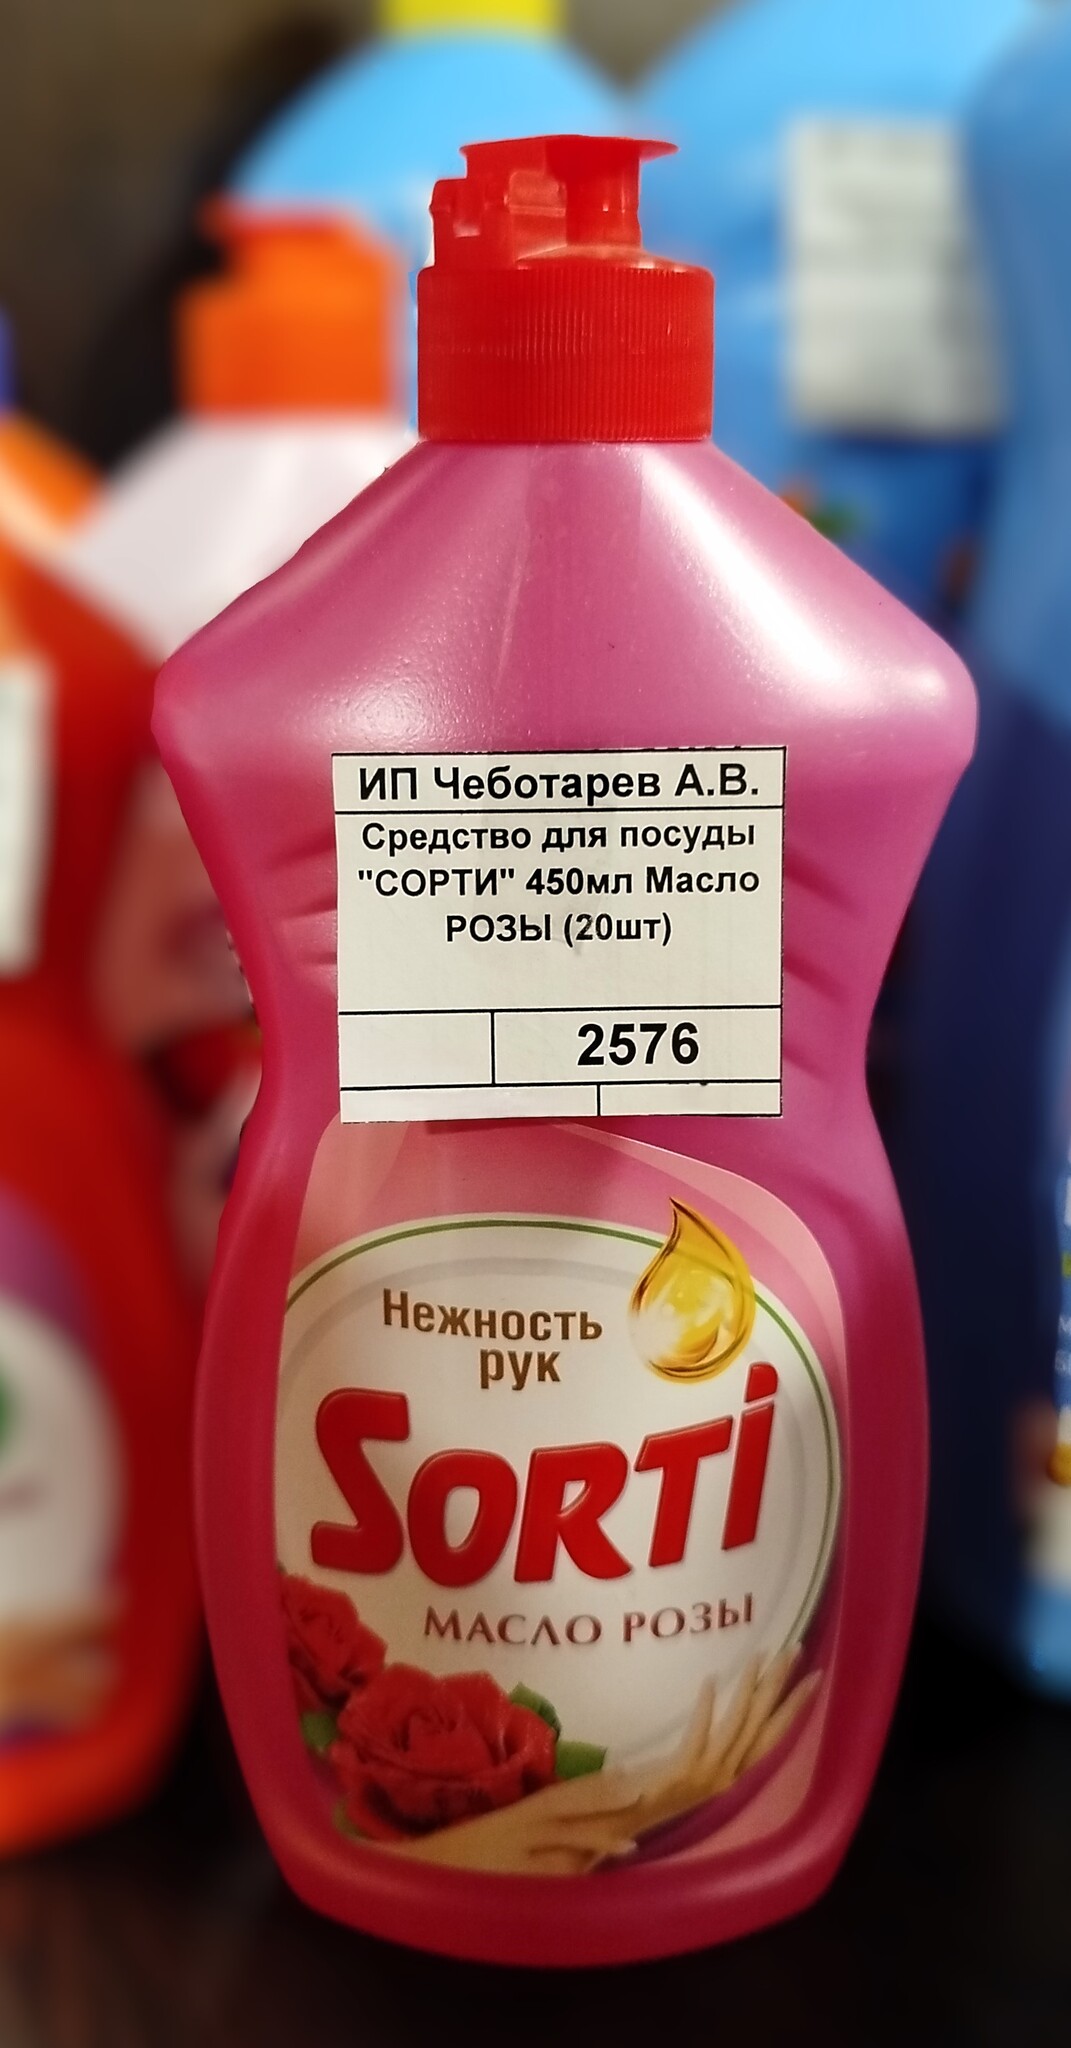 ИП Чеботарев А.В.
Средство для посуды
"СОРТИ" 450мл Масло
РОЗЫ (20шт)
2576
Нежность
рук
SORTi
МАСЛО РОЗЫ